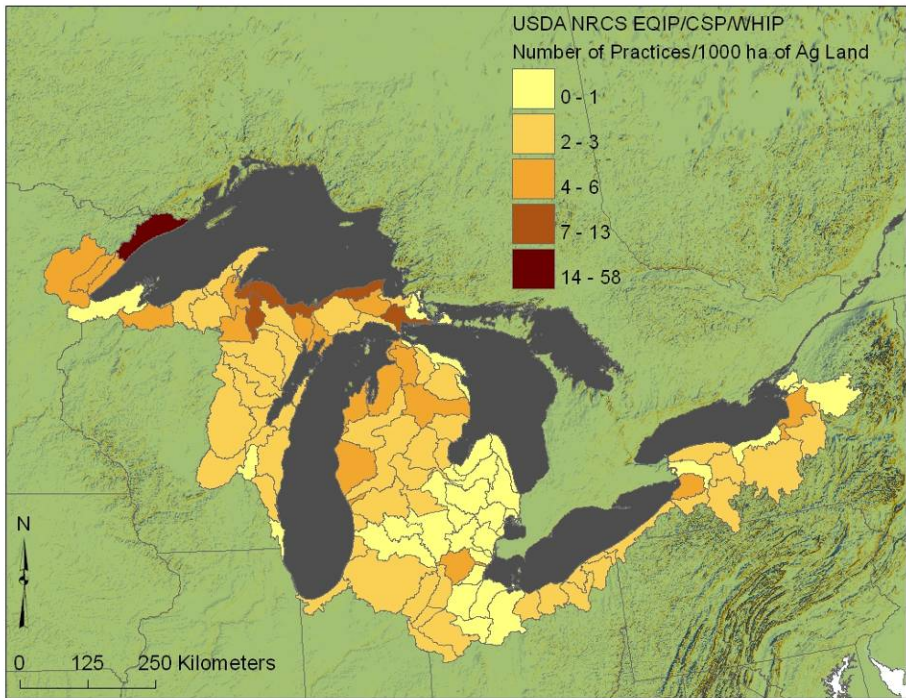 USDA NRCS EQIP/CSP/WHIP
Number of Practices/1000 ha of Ag Land
0 - 1
2 - 3
4 - 6
7 - 13
14 - 58
N
0 125 250 Kilometers